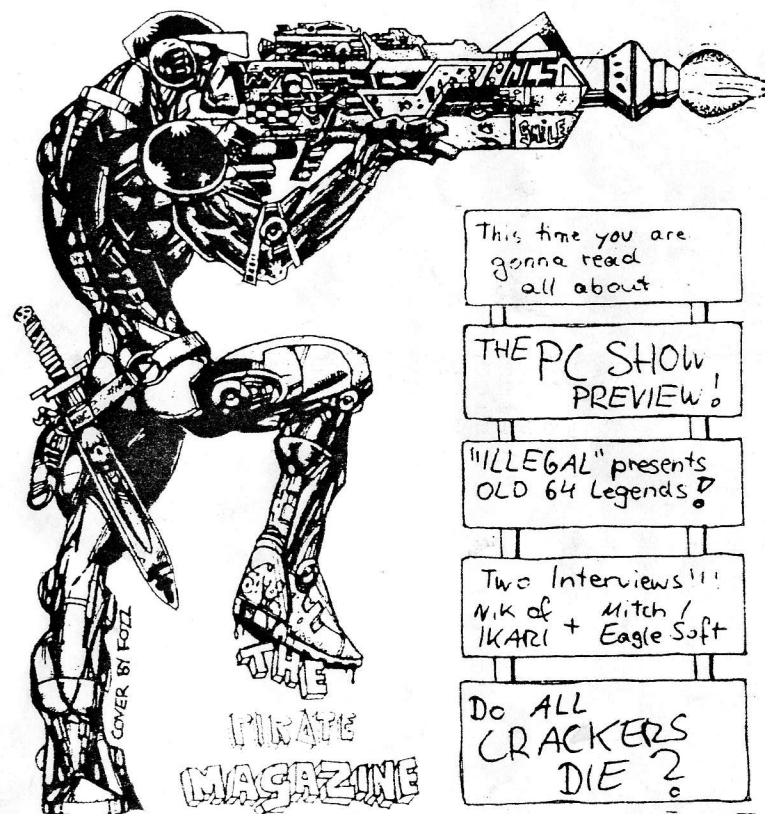 SMILE
This time you are
gonna read
all about
THE PC SHOW
PREVIEW!
"ILLEGAL" presents
OLD 64 Legends!
Two Interviews!!!
Nik of
IKARI
+
Mitch /
Eagle Soft
Do ALL
CRACKERS
DIE ?
COVER BY FOZZ
THE
PIRATE
MAGAZINE